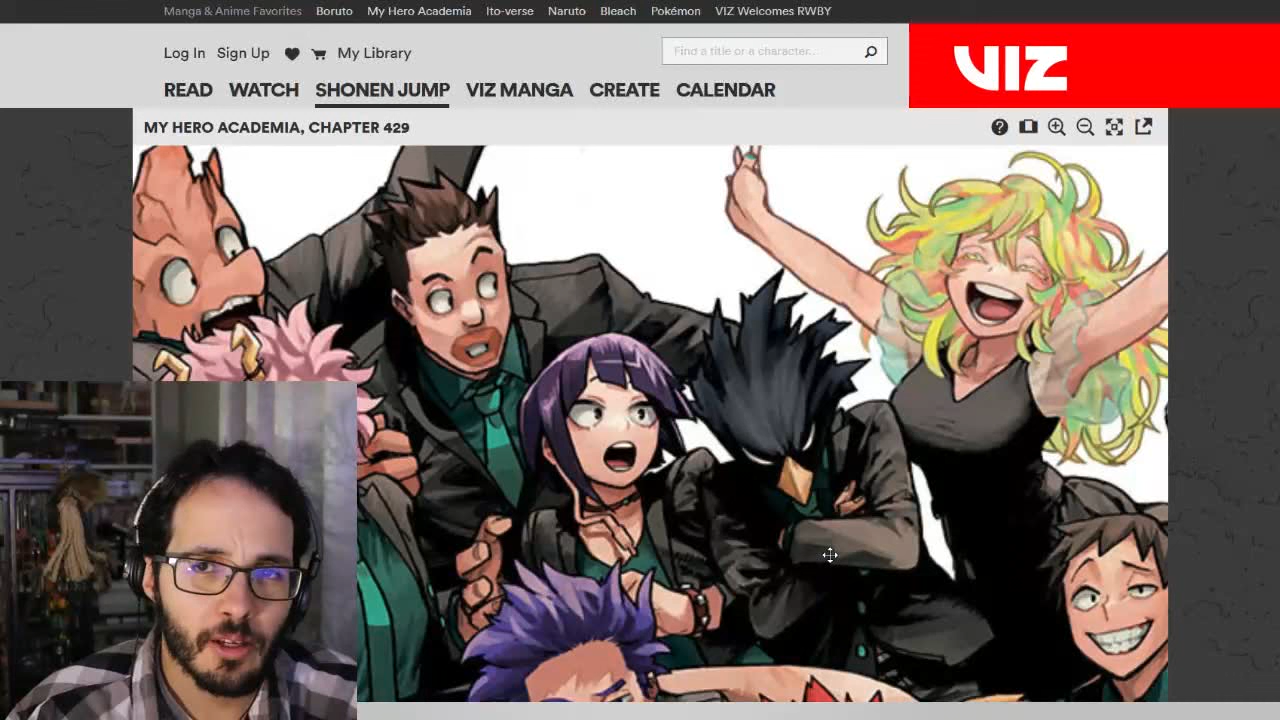 Manga & Anime Favorites Boruto My Hero Academia Ito-verse Naruto Bleach Pokémon VIZ Welcomes RWBY
Log In Sign Up My Library
Find a title or a character...
VIZ
READ WATCH SHONEN JUMP VIZ MANGA CREATE CALENDAR
MY HERO ACADEMIA, CHAPTER 429
?